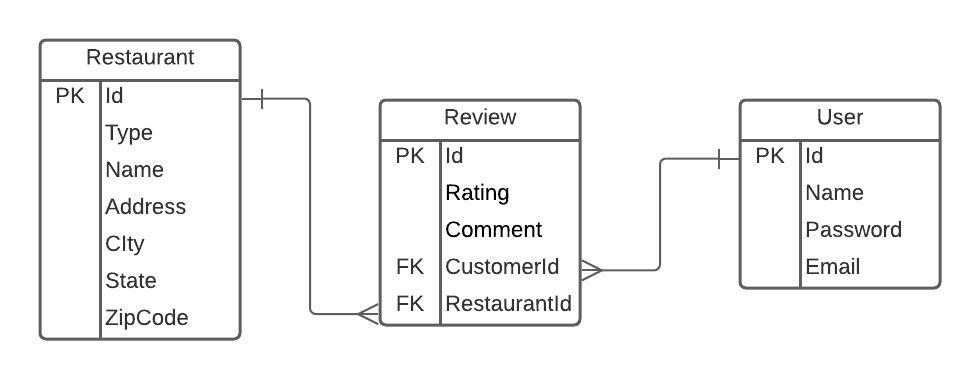 Restaurant
PK Id
Type
Name
Address
CIty
State
ZipCode
Review
PK Id
Rating
Comment
FK CustomerId
FK RestaurantId
User
PK Id
Name
Password
Email